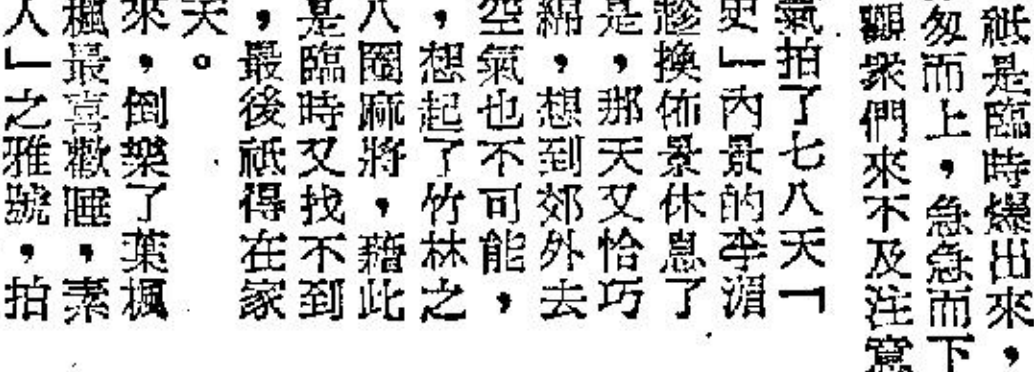 祇是臨時爆出來，
匆而上，急急而下
觀衆們來不及注意
氣拍了七八天「
史」內景的李湄
趁換佈景休息了
是，那天又恰巧
綿，想到郊外去
空氣也不可能，
，想起了竹林之
八圈麻將，藉此
是臨時又找不到
，最後祇得在家
天。
來，倒樂了葉楓
楓最喜歡睡，素
人」之雅號，拍